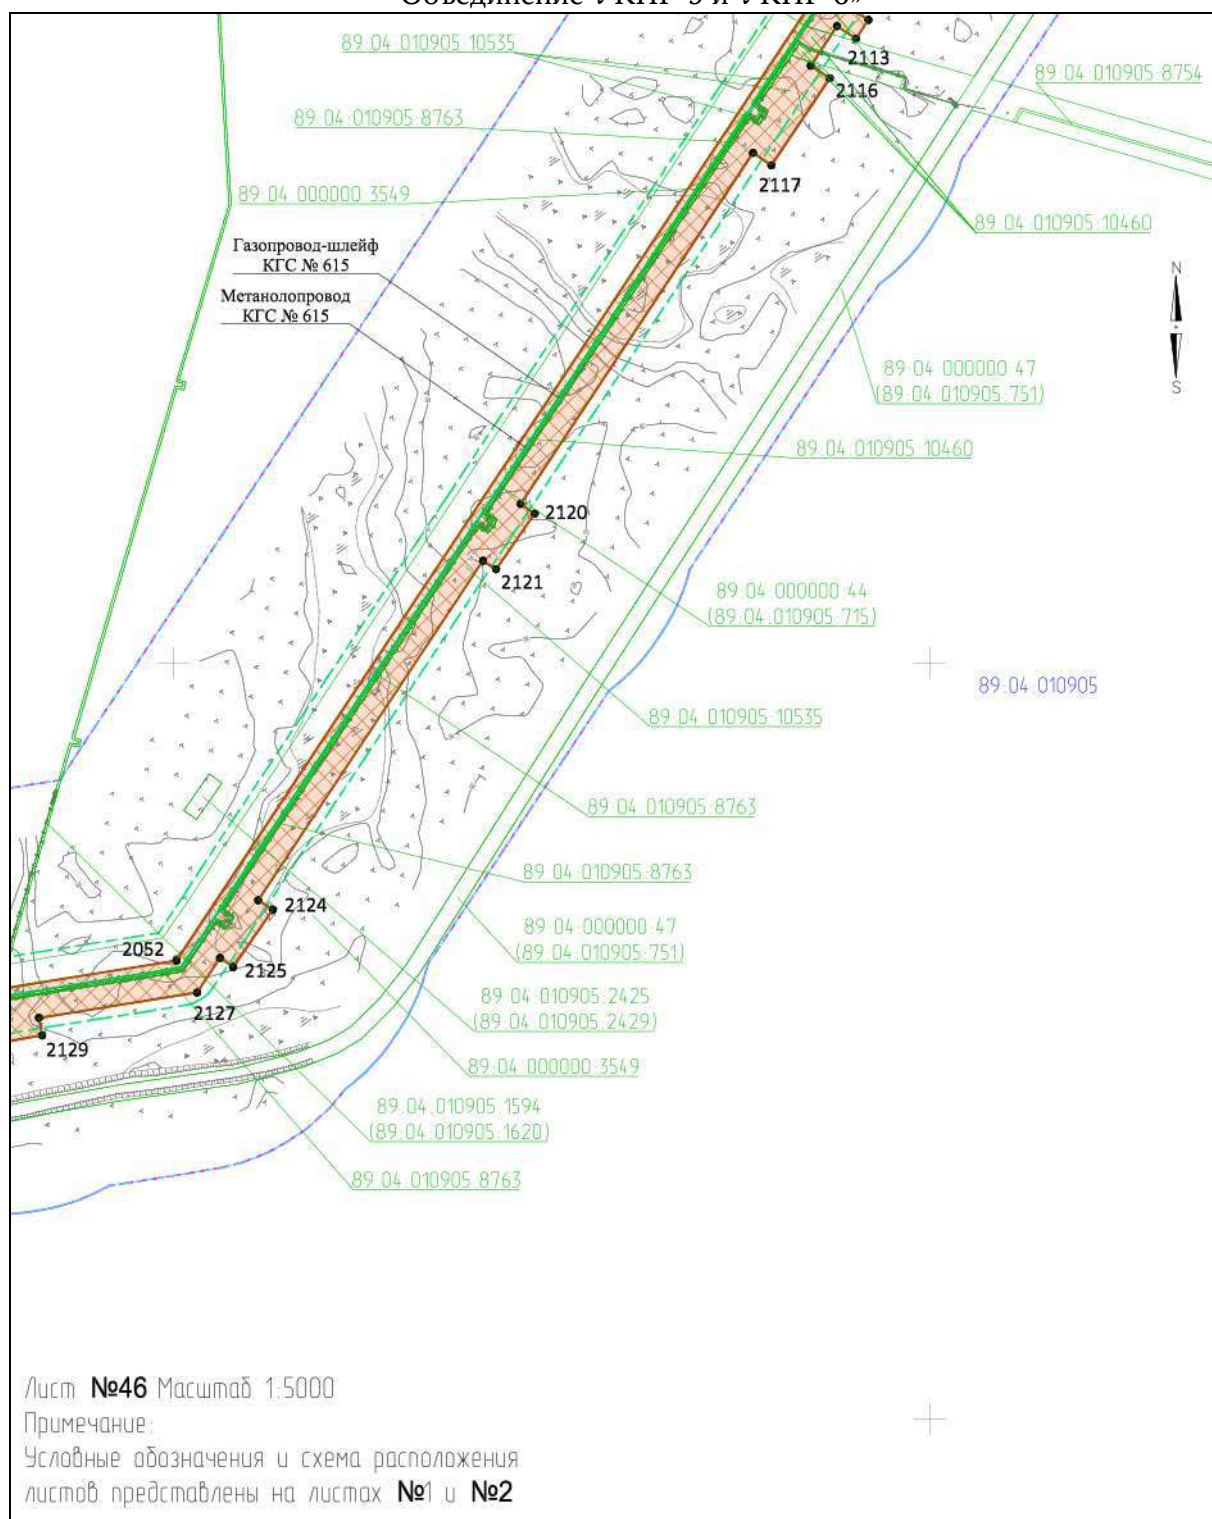 Объединение УКПГ-5 и УКПГ-6»
89:04:010905:10535
2113
89:04:010905:8754
2116
89:04:010905:8763
2117
89:04:000000:3549
89:04:010905:10460
Газопровод-шлейф
КГС № 615
N
Метанолопровод
КГС № 615
89:04:000000:47
(89:04:010905:751)
S
89:04:010905:10460
2120
2121
89:04:000000:44
(89:04:010905:715)
89:04:010905
89:04:010905:10535
89:04:010905:8763
89:04:010905:8763
2124
89:04:000000:47
(89:04:010905:751)
2052
2125
89:04:010905:2425
(89:04:010905:2429)
2127
2129
89:04:000000:3549
89:04:010905:1594
(89:04:010905:1620)
89:04:010905:8763
Лист №46 Масштаб 1:5000
Примечание:
Условные обозначения и схема расположения
листов представлены на листах №1 и №2